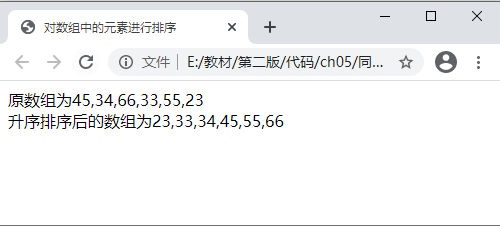 对数组中的元素进行排序
文件 E:/教材/第二版/代码/ch05/同...
原数组为45,34,66,33,55,23
升序排序后的数组为23,33,34,45,55,66